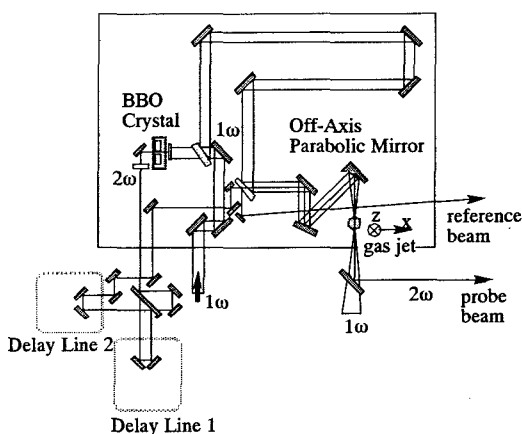 BBO
Crystal
1ω
2ω
Off-Axis
Parabolic Mirror
z
x
gas jet
reference
beam
1ω
2ω
1ω
probe
beam
Delay Line 2
Delay Line 1